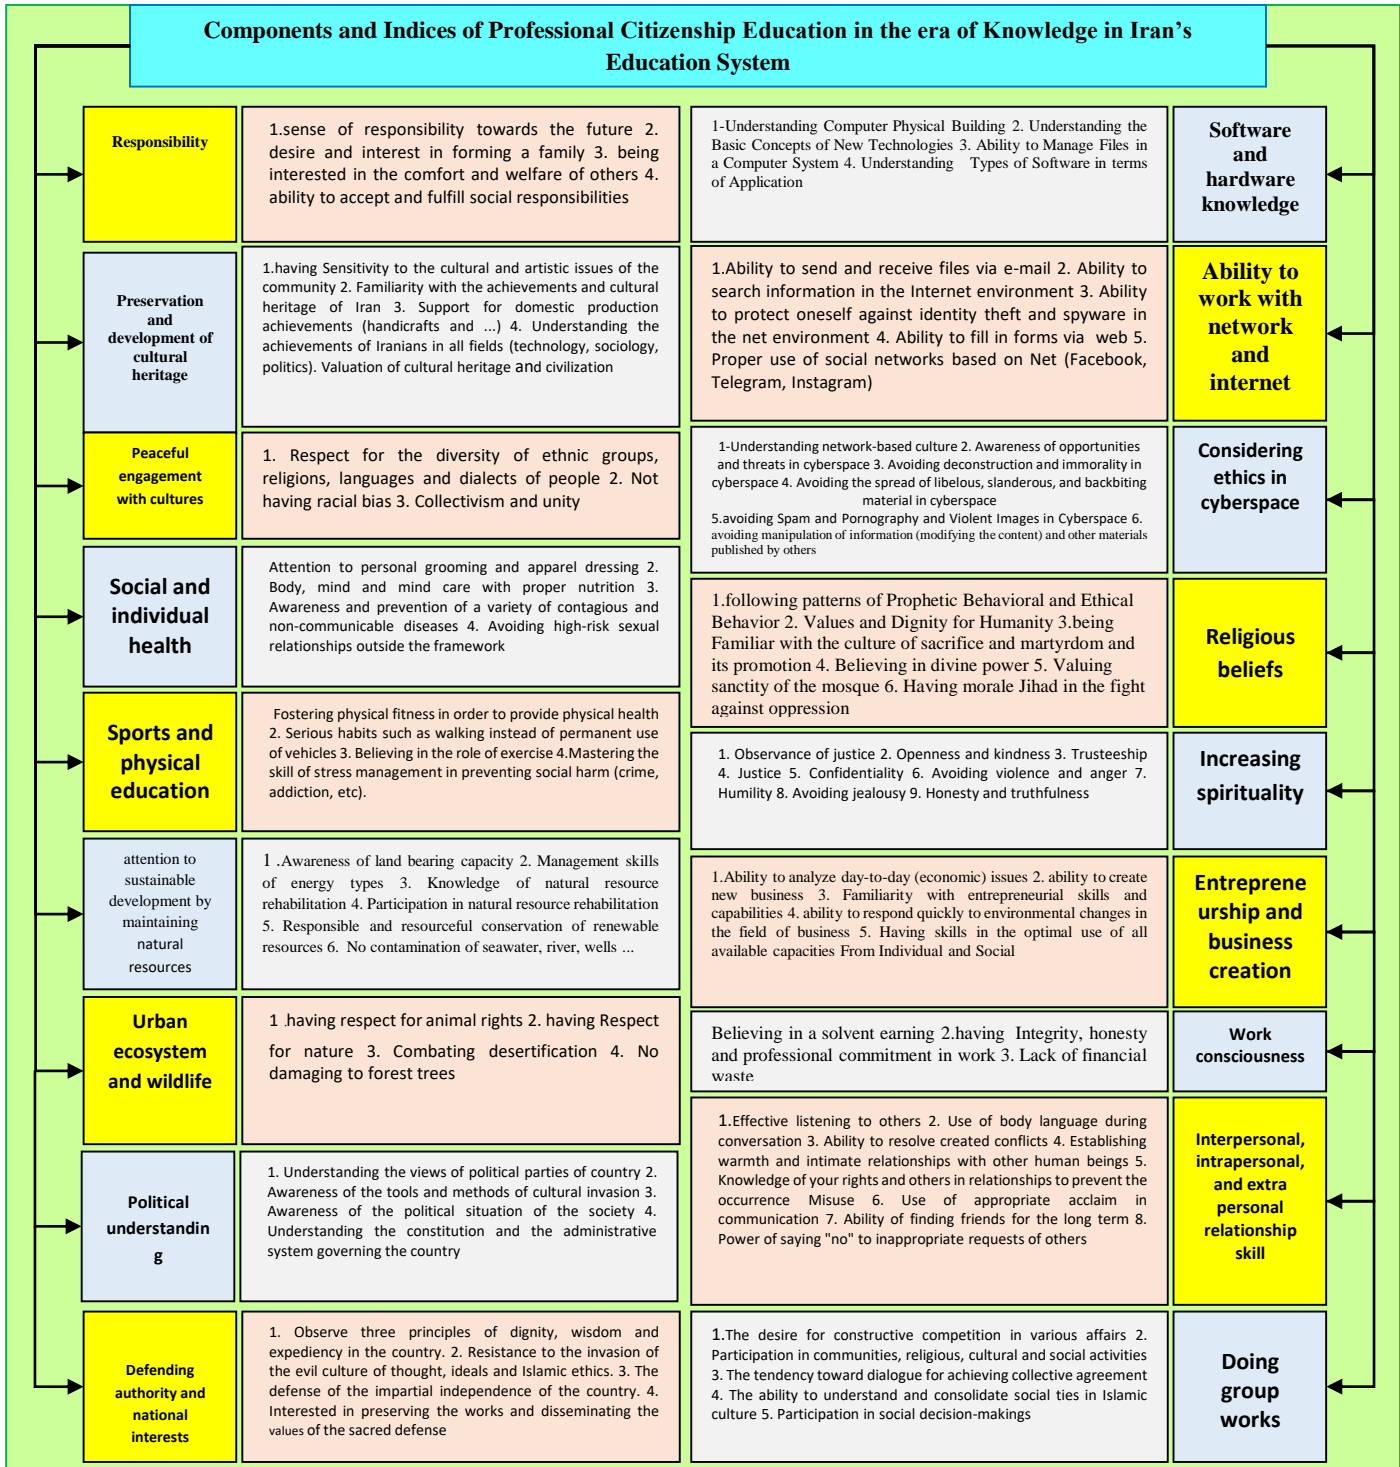 Components and Indices of Professional Citizenship Education in the era of Knowledge in Iran's
Education System
Responsibility
1.sense of responsibility towards the future 2.
desire and interest in forming a family 3. being
interested in the comfort and welfare of others 4.
ability to accept and fulfill social responsibilities
Preservation
and
development of
cultural
heritage
1.having Sensitivity to the cultural and artistic issues of the
community 2. Familiarity with the achievements and cultural
heritage of Iran 3. Support for domestic production
achievements (handicrafts and ...) 4. Understanding the
achievements of Iranians in all fields (technology, sociology,
politics). Valuation of cultural heritage and civilization
Peaceful
engagement
with cultures
1. Respect for the diversity of ethnic groups,
religions, languages and dialects of people 2. Not
having racial bias 3. Collectivism and unity
Social and
individual
health
Attention to personal grooming and apparel dressing 2.
Body, mind and mind care with proper nutrition 3.
Awareness and prevention of a variety of contagious and
non-communicable diseases 4. Avoiding high-risk sexual
relationships outside the framework
Sports and
physical
education
Fostering physical fitness in order to provide physical health
2. Serious habits such as walking instead of permanent use
of vehicles 3. Believing in the role of exercise 4.Mastering the
skill of stress management in preventing social harm (crime,
addiction, etc).
attention to
sustainable
development by
maintaining
natural
resources
1 .Awareness of land bearing capacity 2. Management skills
of energy types 3. Knowledge of natural resource
rehabilitation 4. Participation in natural resource rehabilitation
5. Responsible and resourceful conservation of renewable
resources 6. No contamination of seawater, river, wells ...
Urban
ecosystem
and wildlife
1 .having respect for animal rights 2. having Respect
for nature 3. Combating desertification 4. No
damaging to forest trees
Political
understandin
g
1. Understanding the views of political parties of country 2.
Awareness of the tools and methods of cultural invasion 3.
Awareness of the political situation of the society 4.
Understanding the constitution and the administrative
system governing the country
Defending
authority and
national
interests
1. Observe three principles of dignity, wisdom and
expediency in the country. 2. Resistance to the invasion of
the evil culture of thought, ideals and Islamic ethics. 3. The
defense of the impartial independence of the country. 4.
Interested in preserving the works and disseminating the
values of the sacred defense
1-Understanding Computer Physical Building 2. Understanding the
Basic Concepts of New Technologies 3. Ability to Manage Files in
a Computer System 4. Understanding Types of Software in terms
of Application
Software
and
hardware
knowledge
1.Ability to send and receive files via e-mail 2. Ability to
search information in the Internet environment 3. Ability
to protect oneself against identity theft and spyware in
the net environment 4. Ability to fill in forms via web 5.
Proper use of social networks based on Net (Facebook,
Telegram, Instagram)
Ability to
work with
network
and
internet
1-Understanding network-based culture 2. Awareness of opportunities
and threats in cyberspace 3. Avoiding deconstruction and immorality in
cyberspace 4. Avoiding the spread of libelous, slanderous, and backbiting
material in cyberspace
5.avoiding Spam and Pornography and Violent Images in Cyberspace 6.
avoiding manipulation of information (modifying the content) and other materials
published by others
Considering
ethics in
cyberspace
1.following patterns of Prophetic Behavioral and Ethical
Behavior 2. Values and Dignity for Humanity 3.being
Familiar with the culture of sacrifice and martyrdom and
its promotion 4. Believing in divine power 5. Valuing
sanctity of the mosque 6. Having morale Jihad in the fight
against oppression
Religious
beliefs
1. Observance of justice 2. Openness and kindness 3. Trusteeship
4. Justice 5. Confidentiality 6. Avoiding violence and anger 7.
Humility 8. Avoiding jealousy 9. Honesty and truthfulness
Increasing
spirituality
1.Ability to analyze day-to-day (economic) issues 2. ability to create
new business 3. Familiarity with entrepreneurial skills and
capabilities 4. ability to respond quickly to environmental changes in
the field of business 5. Having skills in the optimal use of all
available capacities From Individual and Social
Entreprene
urship and
business
creation
Believing in a solvent earning 2.having Integrity, honesty
and professional commitment in work 3. Lack of financial
waste
Work
consciousness
1.Effective listening to others 2. Use of body language during
conversation 3. Ability to resolve created conflicts 4. Establishing
warmth and intimate relationships with other human beings 5.
Knowledge of your rights and others in relationships to prevent the
occurrence Misuse 6. Use of appropriate acclaim in
communication 7. Ability of finding friends for the long term 8.
Power of saying "no" to inappropriate requests of others
Interpersonal,
intrapersonal,
and extra
personal
relationship
skill
1.The desire for constructive competition in various affairs 2.
Participation in communities, religious, cultural and social activities
3. The tendency toward dialogue for achieving collective agreement
4. The ability to understand and consolidate social ties in Islamic
culture 5. Participation in social decision-makings
Doing
group
works